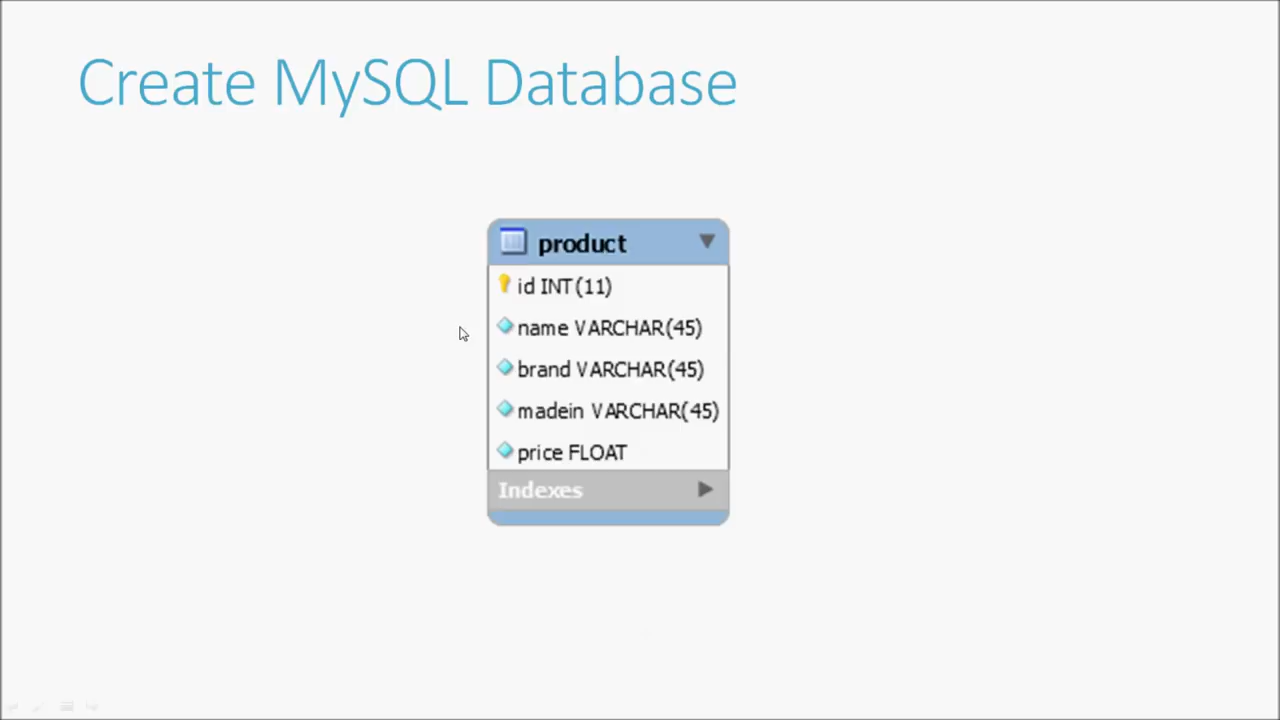 Create MySQL Database
product
id INT(11)
name VARCHAR(45)
brand VARCHAR(45)
madein VARCHAR(45)
price FLOAT
Indexes